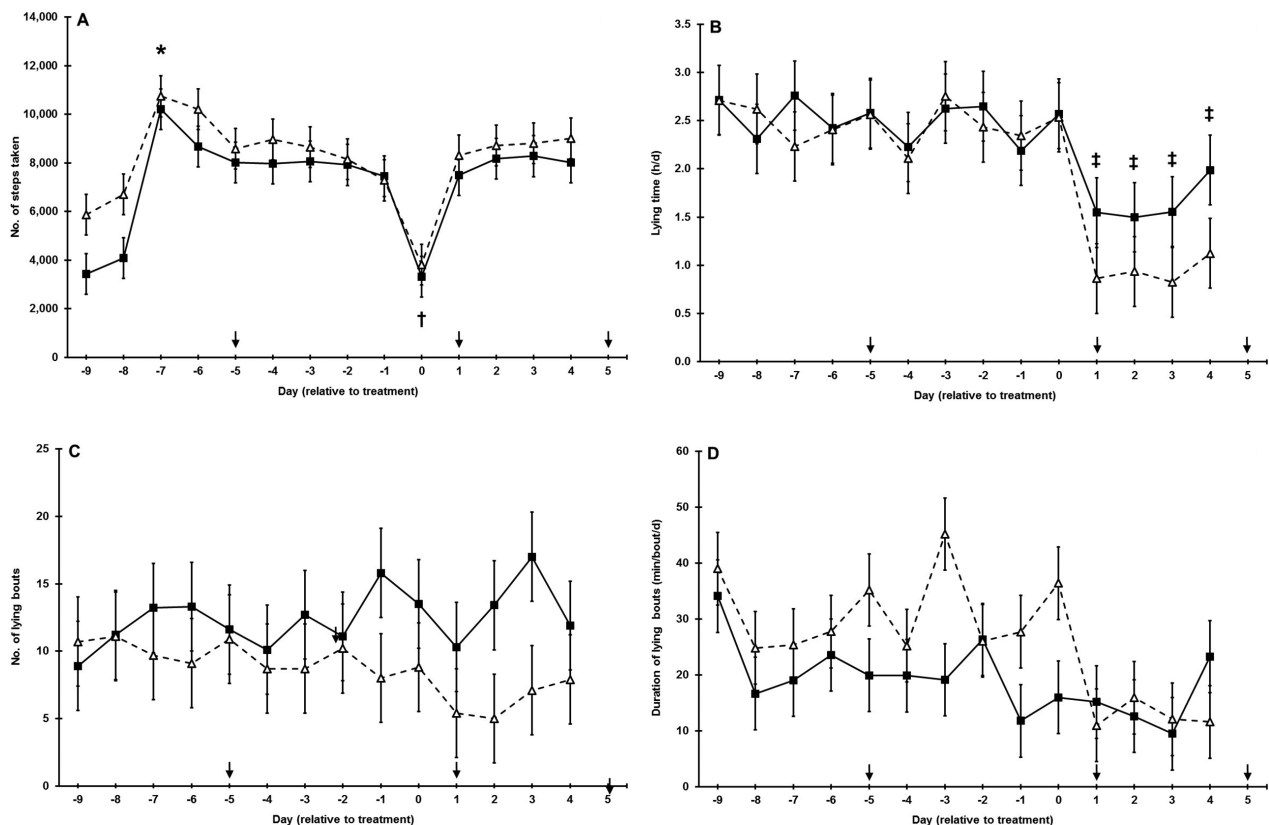 A
No. of steps taken
14,000
12,000
10,000
8,000
6,000
4,000
2,000
0
*
†
-9 -8 -7 -6 -5 -4 -3 -2 -1 0 1 2 3 4 5
Day (relative to treatment)
B
Lying time (h/d)
3.5
3.0
2.5
2.0
1.5
1.0
0.5
0.0
‡ ‡ ‡ ‡
-9 -8 -7 -6 -5 -4 -3 -2 -1 0 1 2 3 4 5
Day (relative to treatment)
C
No. of lying bouts
25
20
15
10
5
0
-9 -8 -7 -6 -5 -4 -3 -2 -1 0 1 2 3 4 5
Day (relative to treatment)
D
Duration of lying bouts (min/bout/d)
60
50
40
30
20
10
0
-9 -8 -7 -6 -5 -4 -3 -2 -1 0 1 2 3 4 5
Day (relative to treatment)